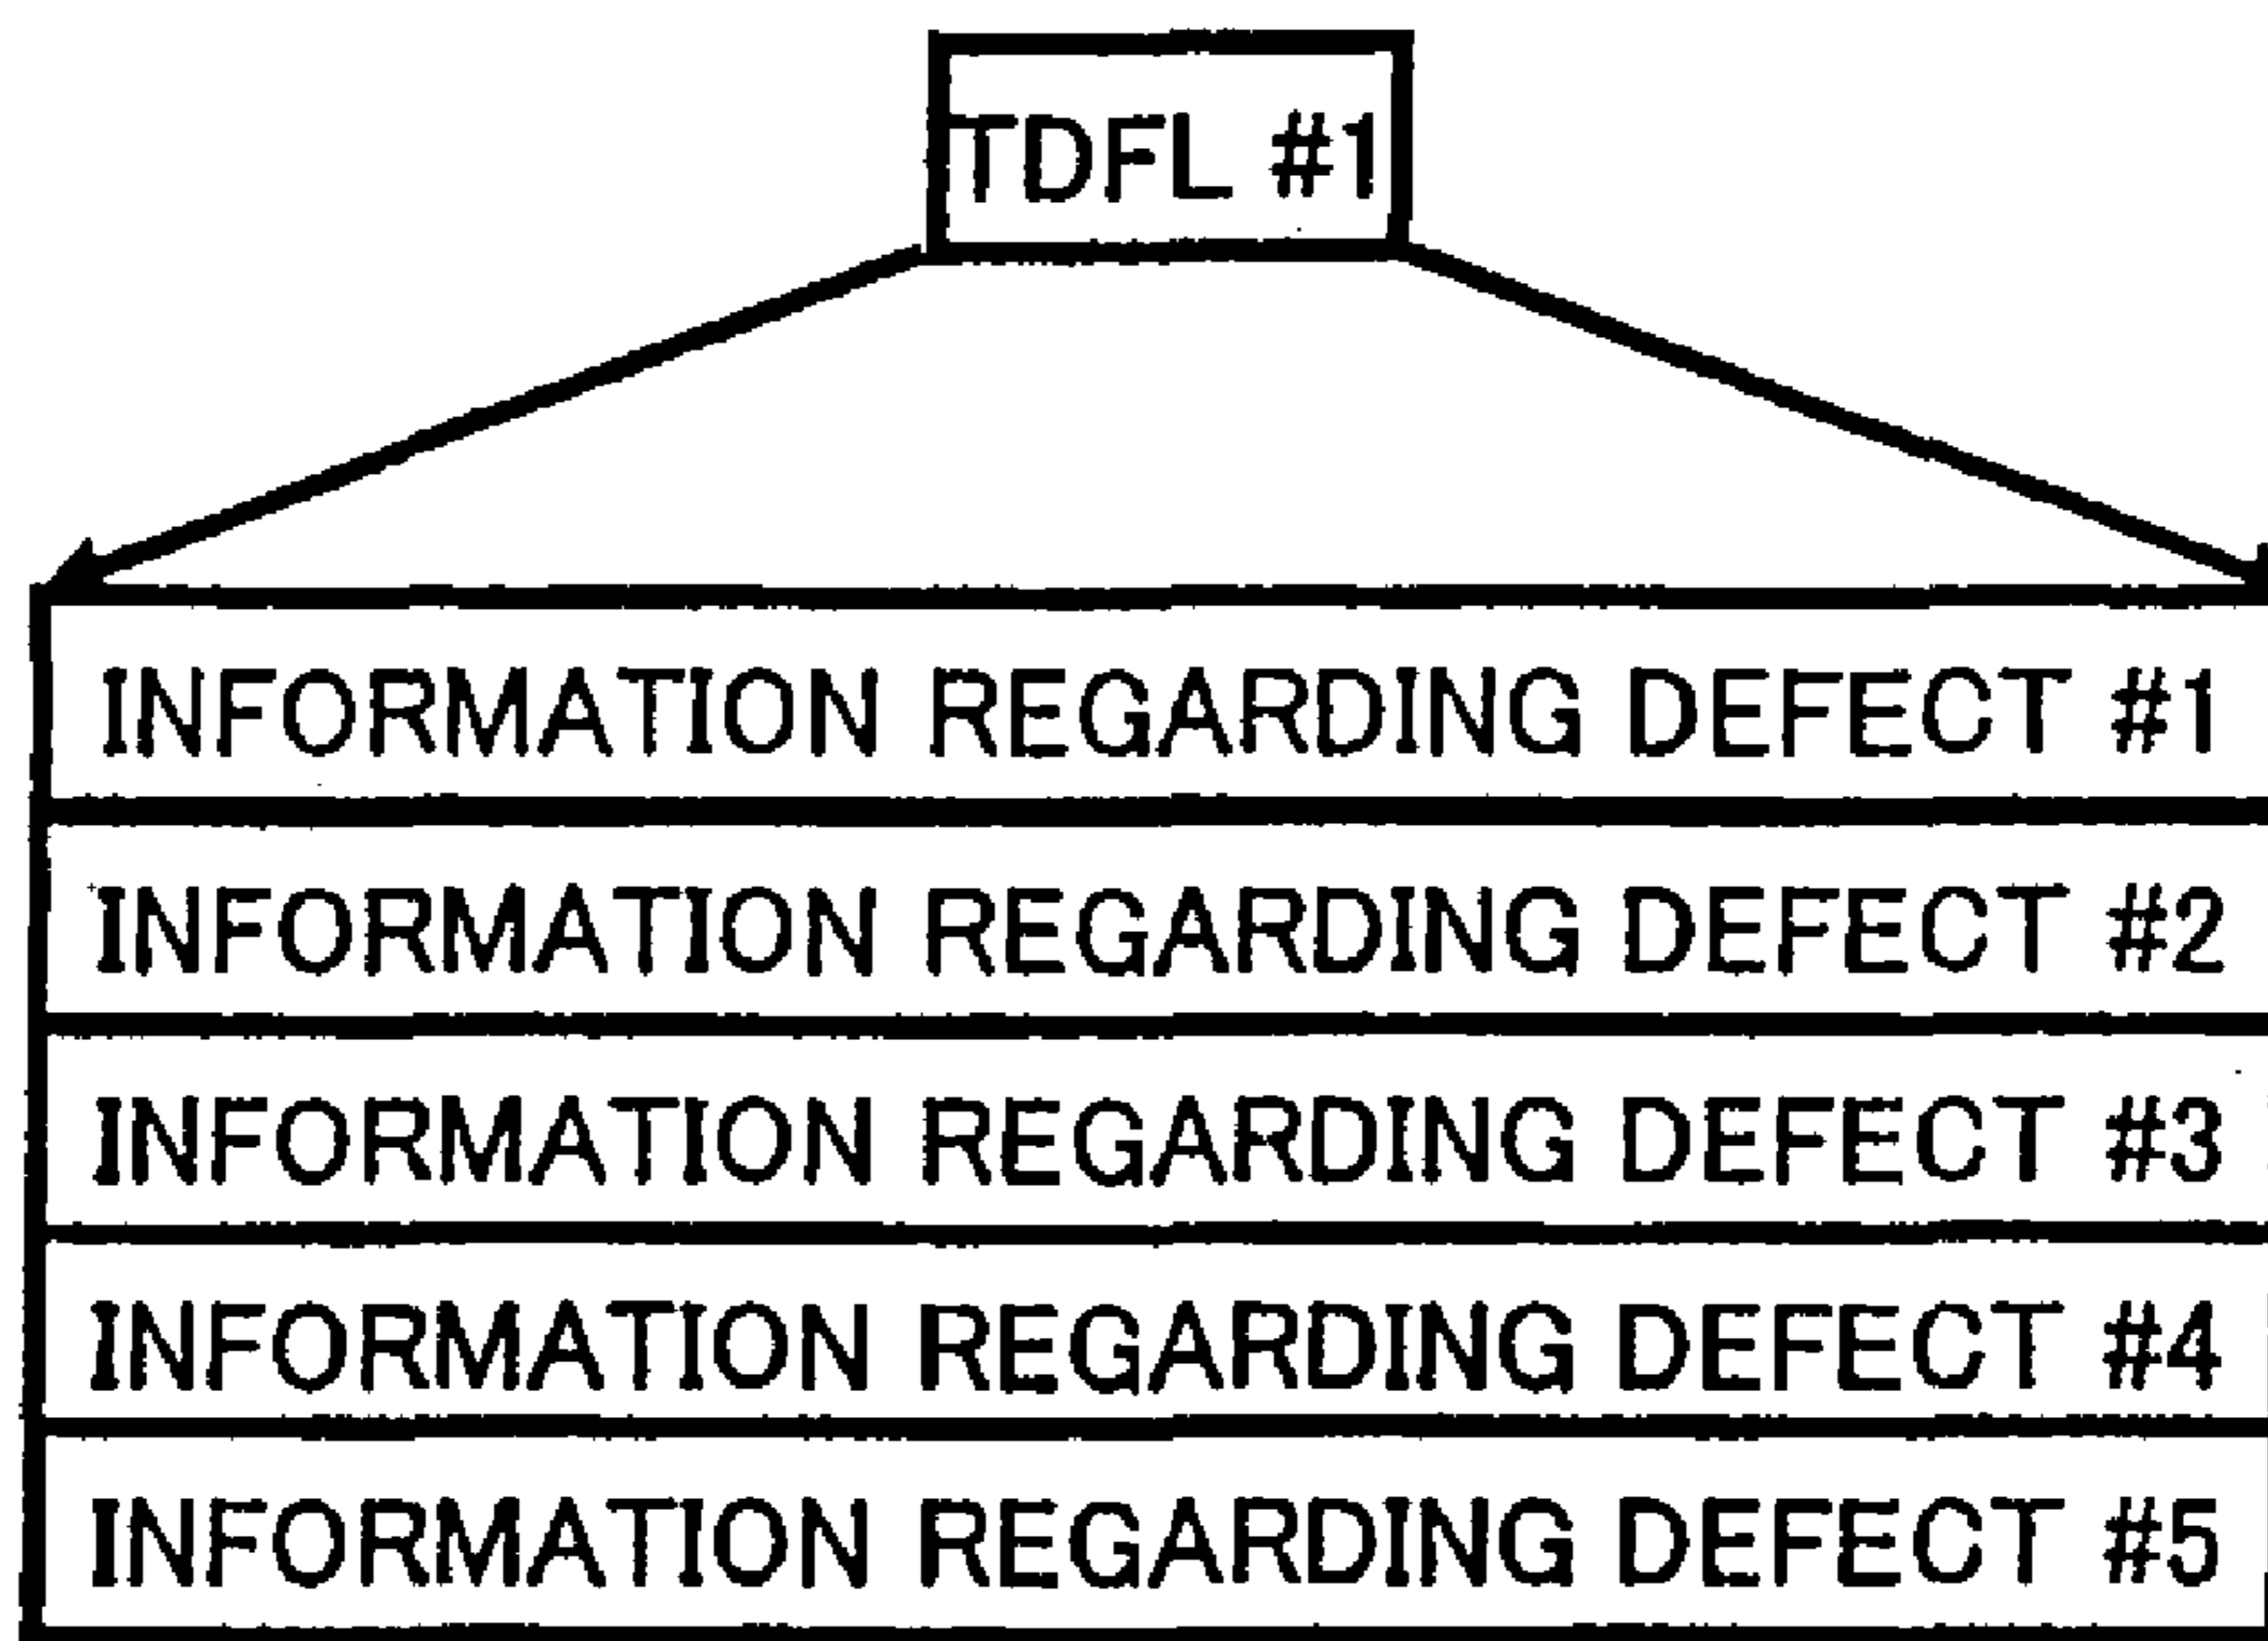 TDFL #1
INFORMATION REGARDING DEFECT #1
INFORMATION REGARDING DEFECT #2
INFORMATION REGARDING DEFECT #3
INFORMATION REGARDING DEFECT #4
INFORMATION REGARDING DEFECT #5